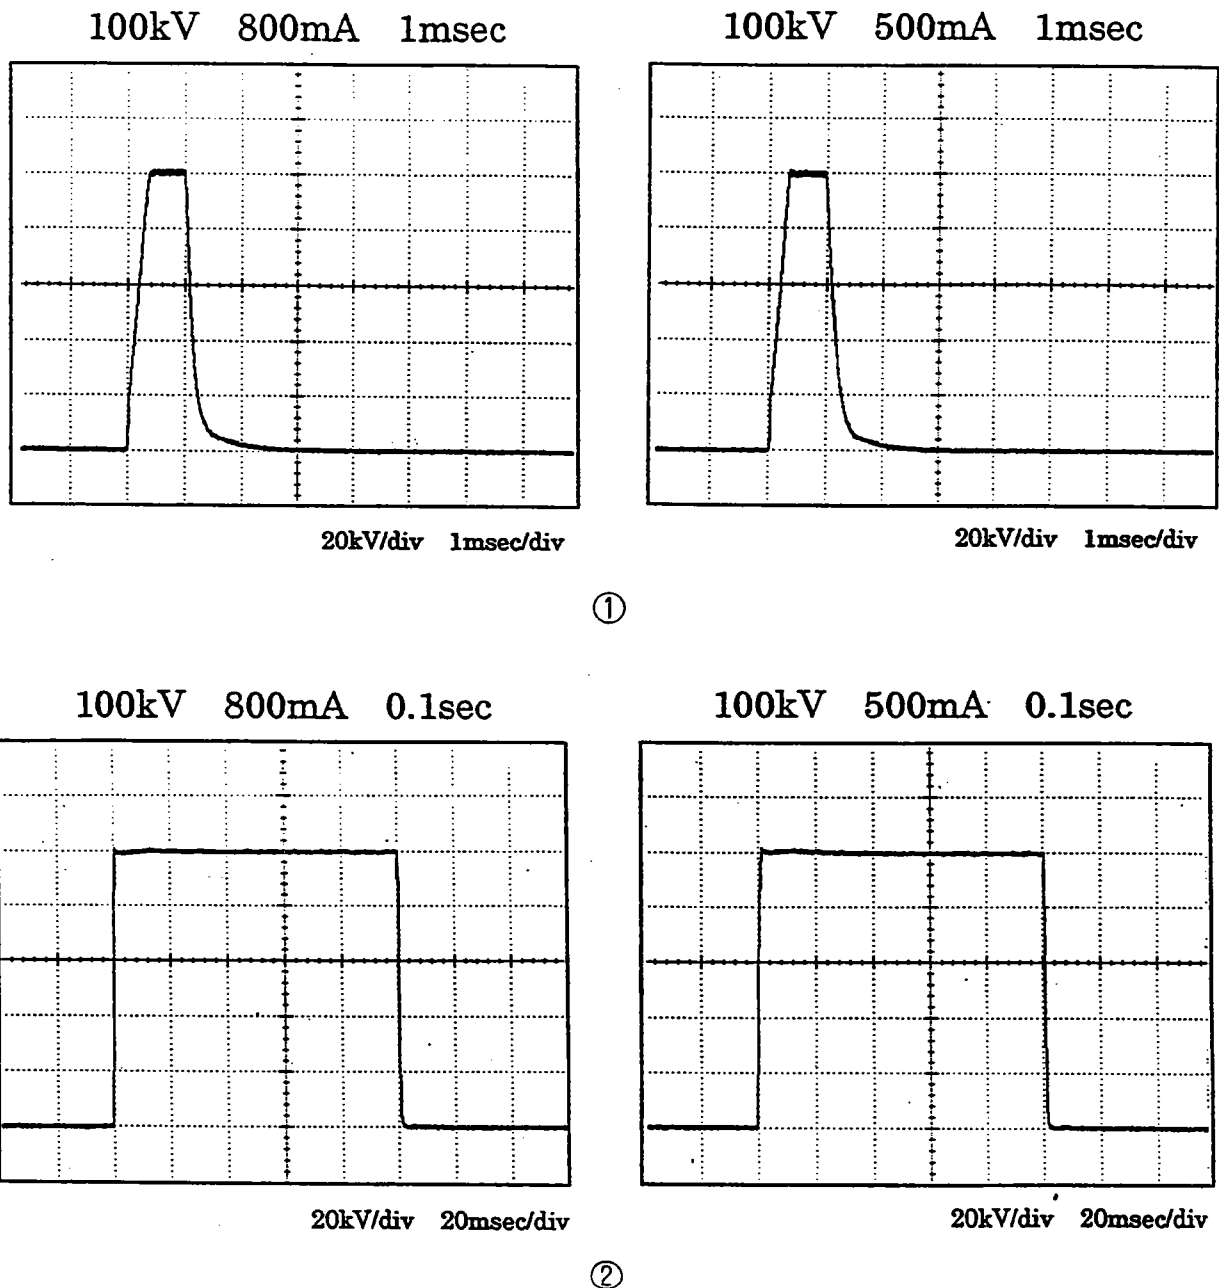 100kV 800mA 1msec
100kV 500mA 1msec
20kV/div 1msec/div
20kV/div 1msec/div
①
100kV 800mA 0.1sec
100kV 500mA 0.1sec
20kV/div 20msec/div
20kV/div 20msec/div
②